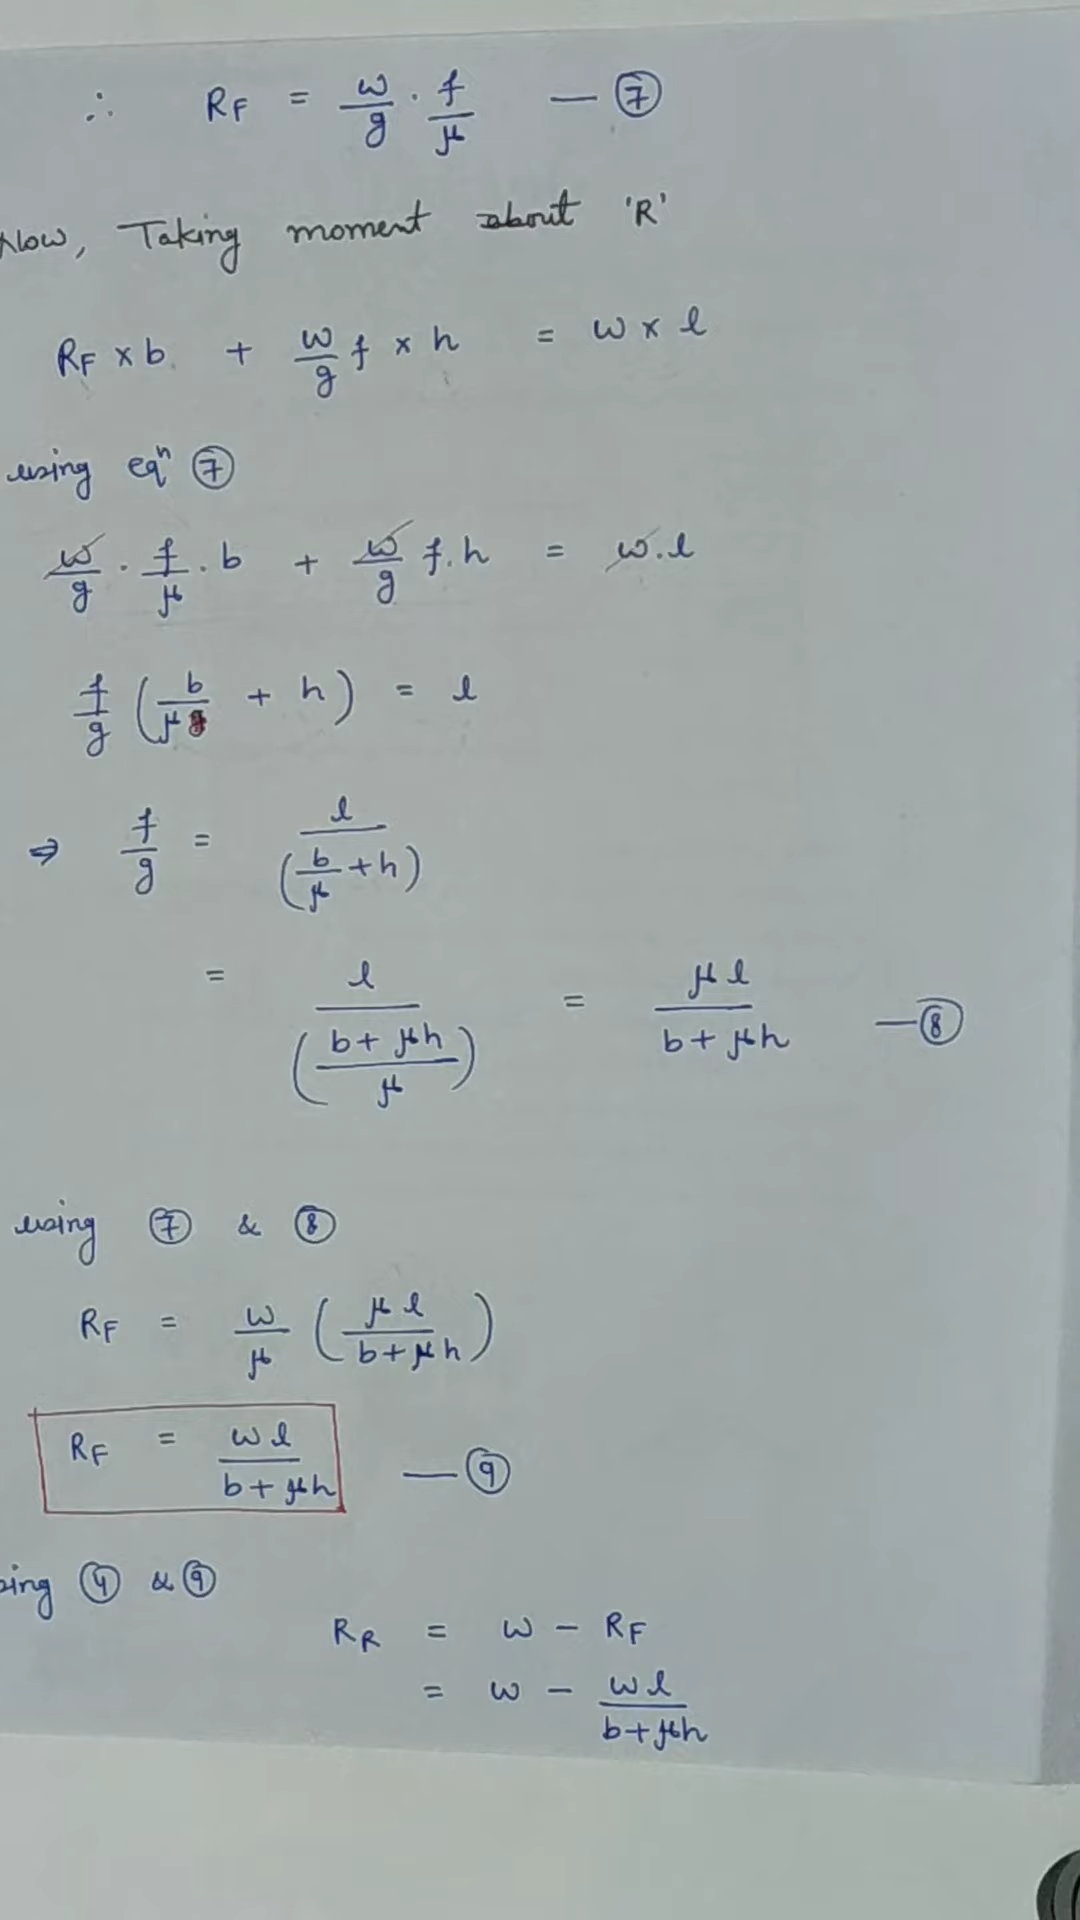 ∴ R_F = w/g · f/μ — ⑦
Now, Taking moment about 'R'
R_F × b + w/g f × h = w × l
using eqⁿ ⑦
w/g · f/μ · b + w/g f.h = w.l
f/g (b/μ + h) = l
⇒ f/g = l/(b/μ + h)
= l/((b + μh)/μ) = μl/(b + μh) — ⑧
using ⑦ & ⑧
R_F = w/μ (μl/(b + μh))
R_F = wl/(b + μh) — ⑨
sing ④ & ⑨
R_R = w − R_F
= w − wl/(b + μh)